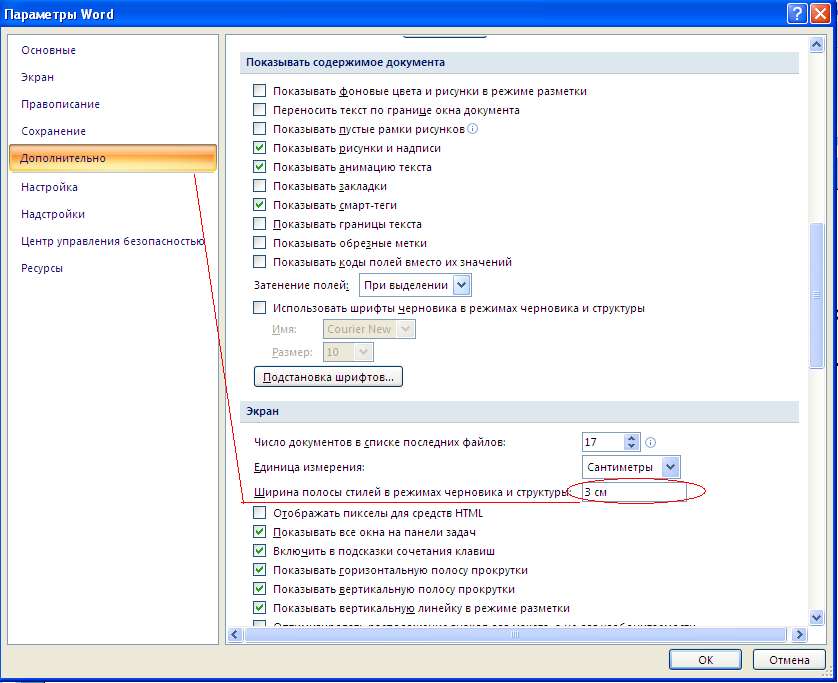 Параметры Word
Основные
Экран
Правописание
Сохранение
Дополнительно
Настройка
Надстройки
Центр управления безопасностью
Ресурсы
Показывать содержимое документа
Показывать фоновые цвета и рисунки в режиме разметки
Переносить текст по границе окна документа
Показывать пустые рамки рисунков
Показывать рисунки и надписи
Показывать анимацию текста
Показывать закладки
Показывать смарт-теги
Показывать границы текста
Показывать обрезные метки
Показывать коды полей вместо их значений
Затенение полей: При выделении
Использовать шрифты черновика в режимах черновика и структуры
Имя: Courier New
Размер: 10
Подстановка шрифтов...
Экран
Число документов в списке последних файлов: 17
Единица измерения: Сантиметры
Ширина полосы стилей в режимах черновика и структуры: 3 см
Отображать пикселы для средств HTML
Показывать все окна на панели задач
Включить в подсказки сочетания клавиш
Показывать горизонтальную полосу прокрутки
Показывать вертикальную полосу прокрутки
Показывать вертикальную линейку в режиме разметки
ОК Отмена